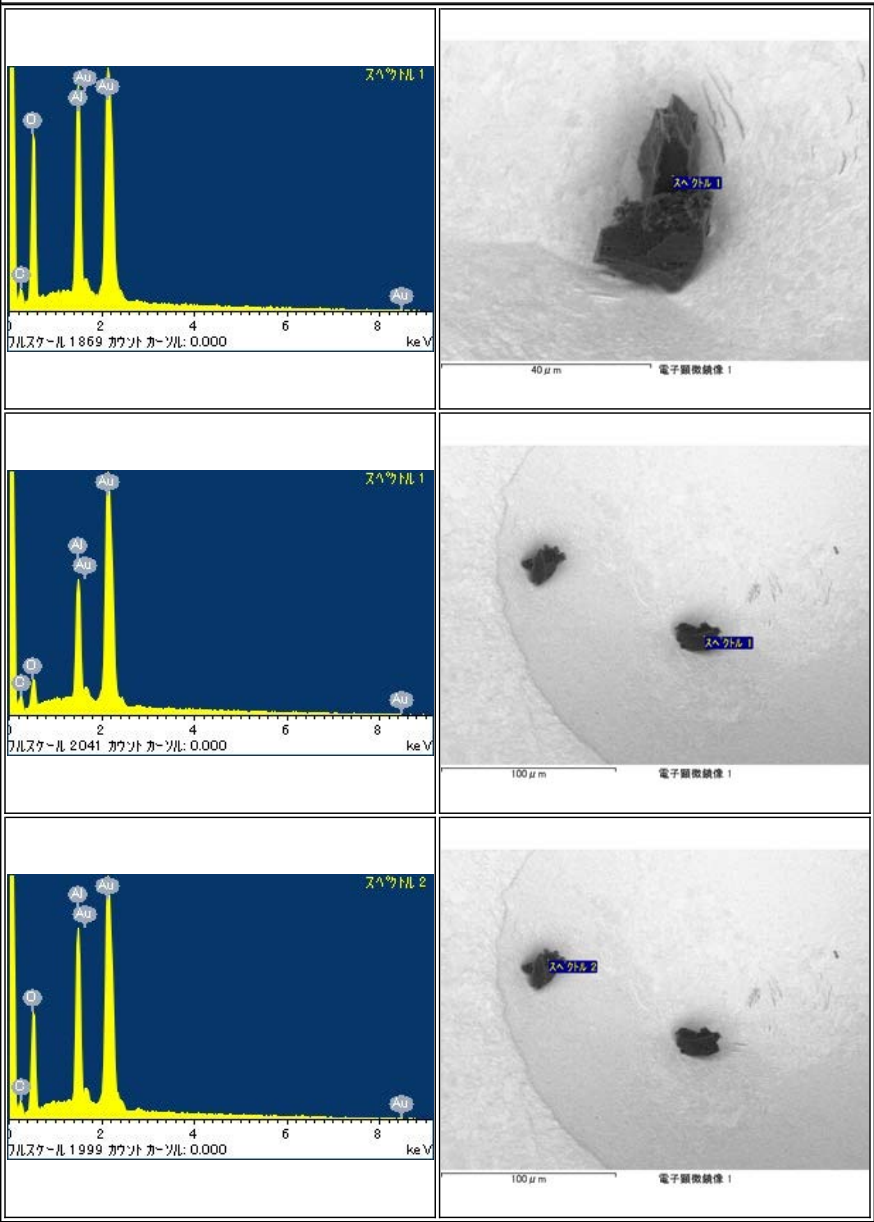 スペクトル 1
Au
Al
Au
O
C
Au
0 2 4 6 8
フルスケール 1869 カウント カーソル: 0.000 keV
スペクトル 1
40μm 電子顕微鏡像 1
スペクトル 1
Au
Al
Au
O
C
Au
0 2 4 6 8
フルスケール 2041 カウント カーソル: 0.000 keV
スペクトル 1
100μm 電子顕微鏡像 1
スペクトル 2
Au
Al
Au
O
C
Au
0 2 4 6 8
フルスケール 1999 カウント カーソル: 0.000 keV
スペクトル 2
100μm 電子顕微鏡像 1